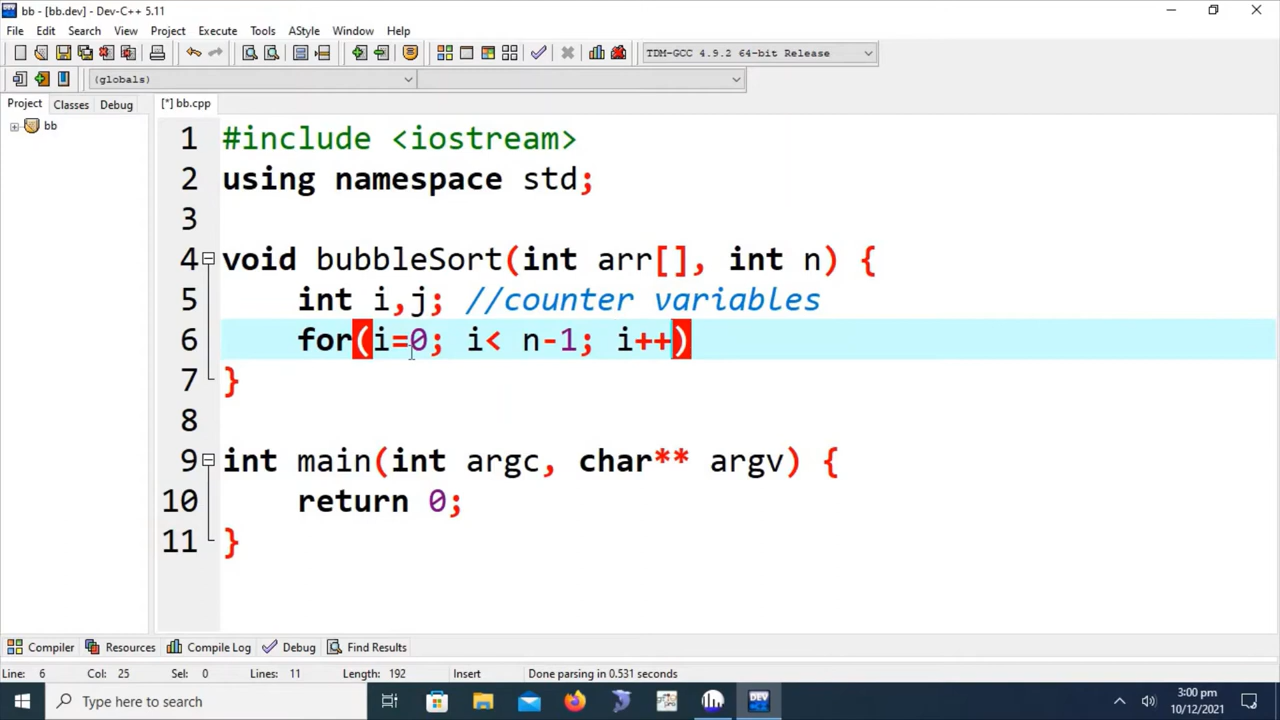 bb - [bb.dev] - Dev-C++ 5.11
File Edit Search View Project Execute Tools AStyle Window Help
TDM-GCC 4.9.2 64-bit Release
(globals)
Project Classes Debug [*] bb.cpp
bb
1 #include <iostream>
2 using namespace std;
3
4 void bubbleSort(int arr[], int n) {
5 int i,j; //counter variables
6 for(i=0; i< n-1; i++)
7 }
8
9 int main(int argc, char** argv) {
10 return 0;
11 }
Compiler Resources Compile Log Debug Find Results
Line: 6 Col: 25 Sel: 0 Lines: 11 Length: 192 Insert Done parsing in 0.531 seconds
Type here to search
DEV
3:00 pm
10/12/2021